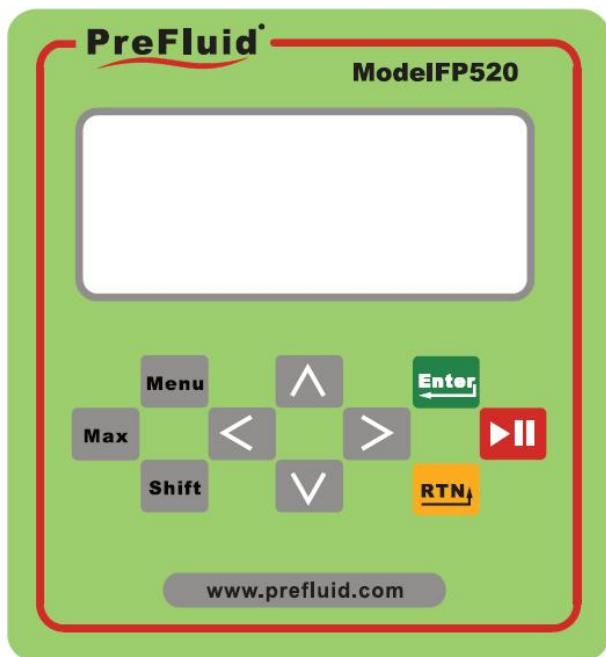 PreFluid
ModelFP520
Menu
Enter
Max
Shift
RTN
www.prefluid.com